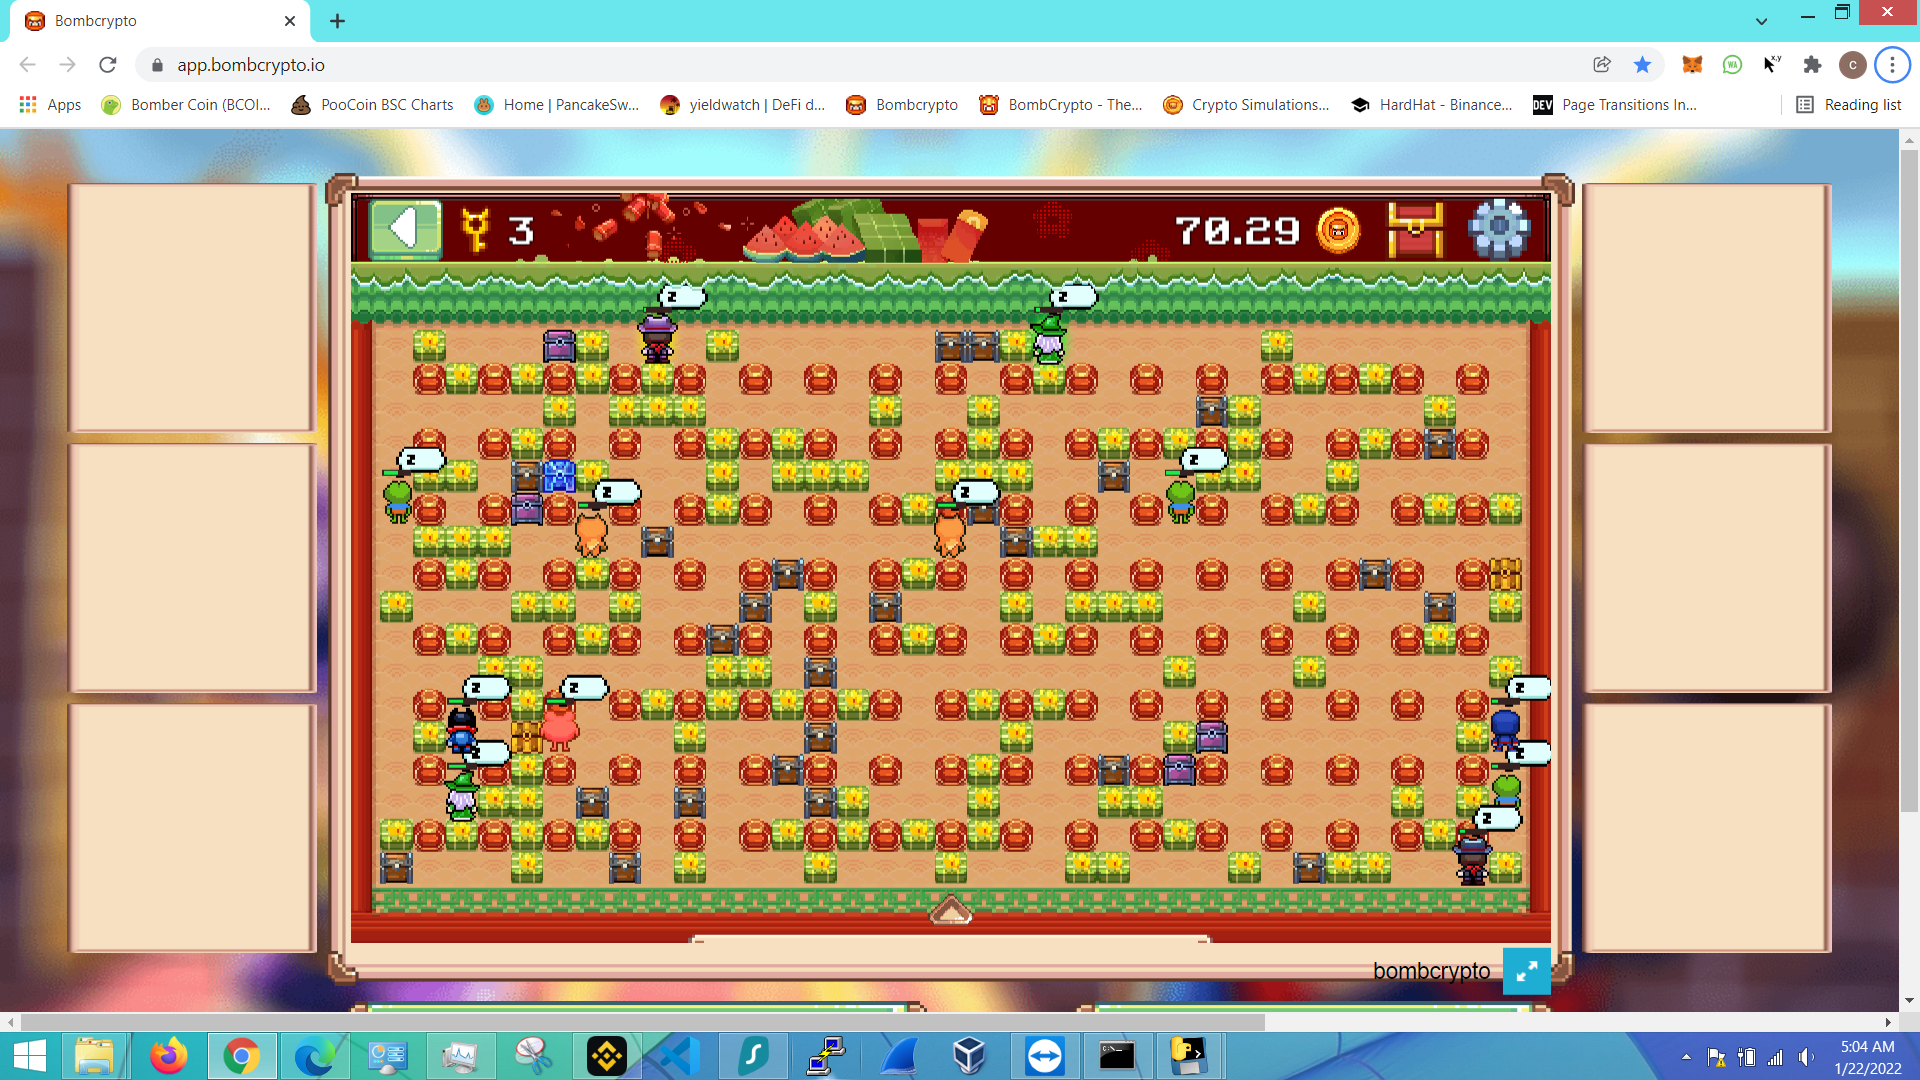 Bombcrypto
app.bombcrypto.io
C
Apps
Bomber Coin (BCOI...
PooCoin BSC Charts
Home | PancakeSw...
yieldwatch | DeFi d...
Bombcrypto
BombCrypto - The...
Crypto Simulations...
HardHat - Binance...
DEV
Page Transitions In...
Reading list
3
70.29
z
z
z
z
z
z
z
z
z
z
z
z
z
bombcrypto
5:04 AM
1/22/2022